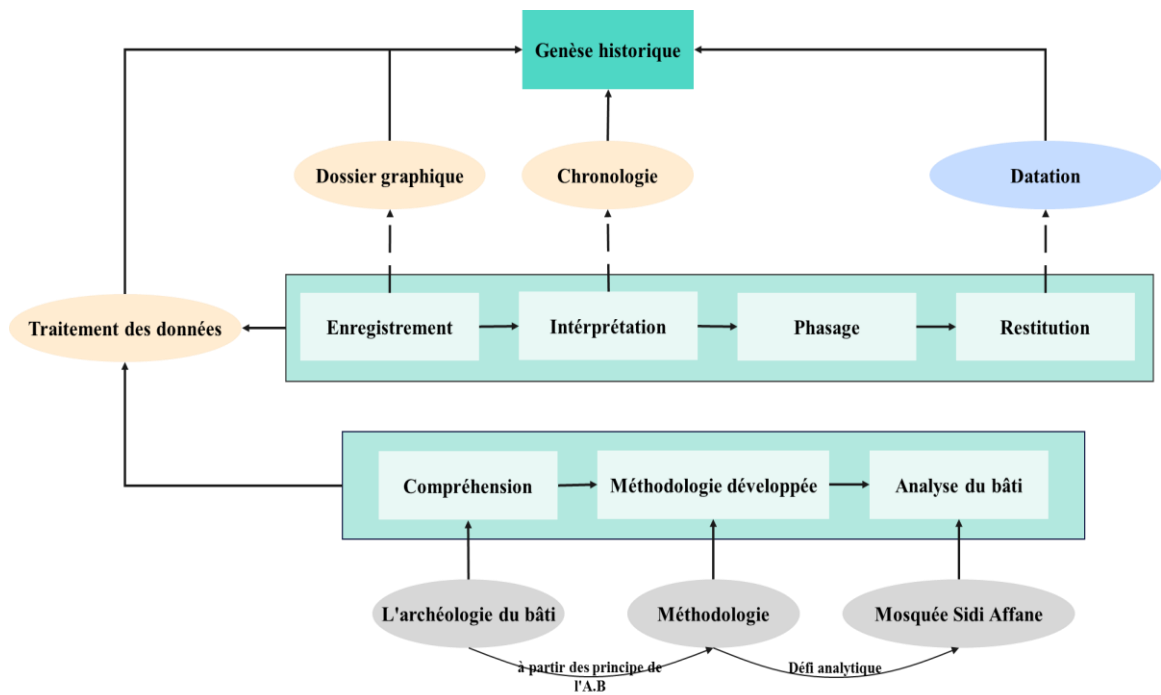 Genèse historique
Dossier graphique
Chronologie
Datation
Traitement des données
Enregistrement
Intérprétation
Phasage
Restitution
Compréhension
Méthodologie développée
Analyse du bâti
L'archéologie du bâti
Méthodologie
Mosquée Sidi Affane
à partir des principe de
l'A.B
Défi analytique